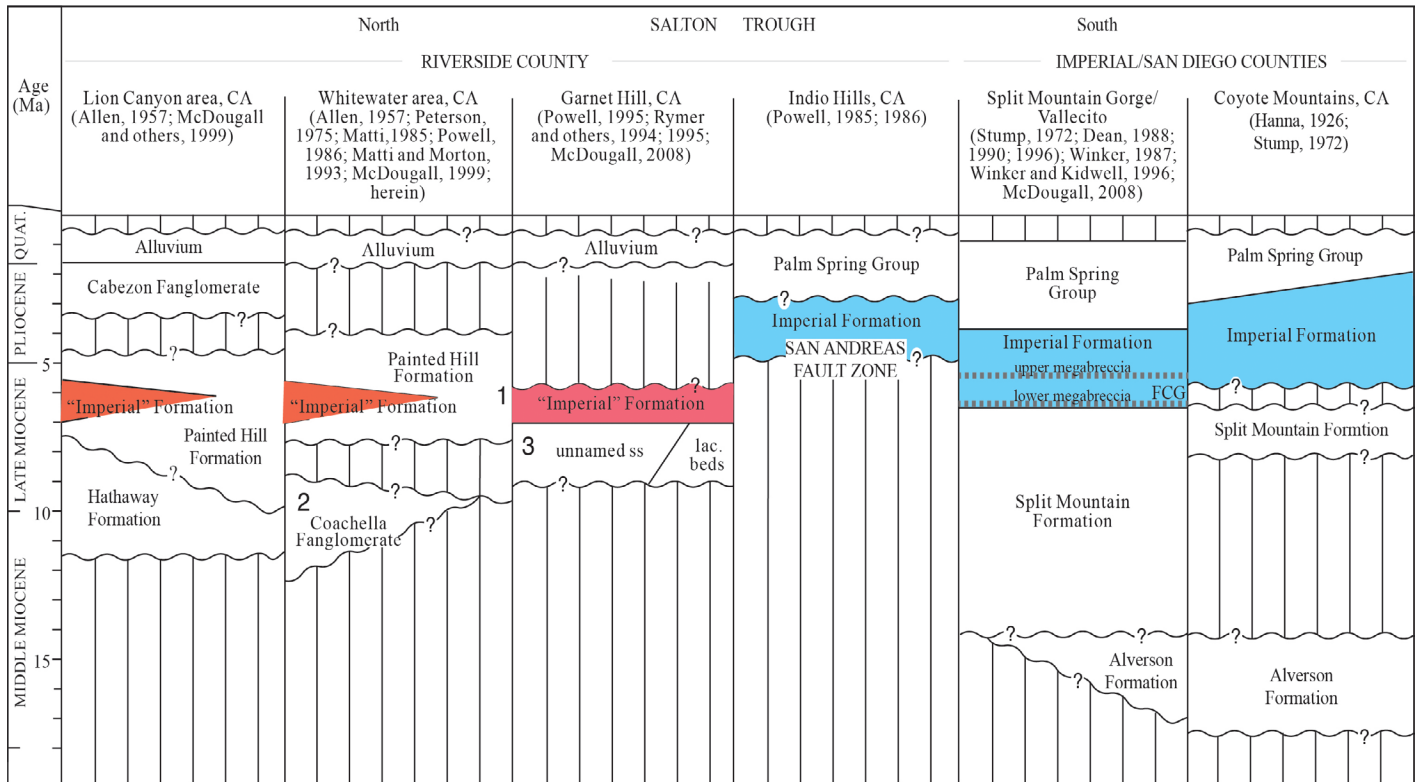 North SALTON TROUGH South
RIVERSIDE COUNTY IMPERIAL/SAN DIEGO COUNTIES
Age
(Ma)
Lion Canyon area, CA
(Allen, 1957; McDougall
and others, 1999)
Whitewater area, CA
(Allen, 1957; Peterson,
1975; Matti,1985; Powell,
1986; Matti and Morton,
1993; McDougall, 1999;
herein)
Garnet Hill, CA
(Powell, 1995; Rymer
and others, 1994; 1995;
McDougall, 2008)
Indio Hills, CA
(Powell, 1985; 1986)
Split Mountain Gorge/
Vallecito
(Stump, 1972; Dean, 1988;
1990; 1996); Winker, 1987;
Winker and Kidwell, 1996;
McDougall, 2008)
Coyote Mountains, CA
(Hanna, 1926;
Stump, 1972)
QUAT.
PLIOCENE
LATE MIOCENE
MIDDLE MIOCENE
5
10
15
Alluvium
Cabezon Fanglomerate
?
?
"Imperial" Formation
Painted Hill
Formation
?
Hathaway
Formation
?
Alluvium
?
?
Painted Hill
Formation
"Imperial" Formation
1
?
?
2
Coachella
Fanglomerate
?
?
Alluvium
?
?
"Imperial" Formation
3
unnamed ss
lac.
beds
?
?
Palm Spring Group
?
Imperial Formation
SAN ANDREAS
FAULT ZONE
?
Palm Spring
Group
Imperial Formation
upper megabreccia
lower megabreccia
FCG
Split Mountain
Formation
? ?
Alverson
Formation
?
?
Palm Spring Group
Imperial Formation
?
?
Split Mountain Formtion
?
?
Alverson
Formation
?